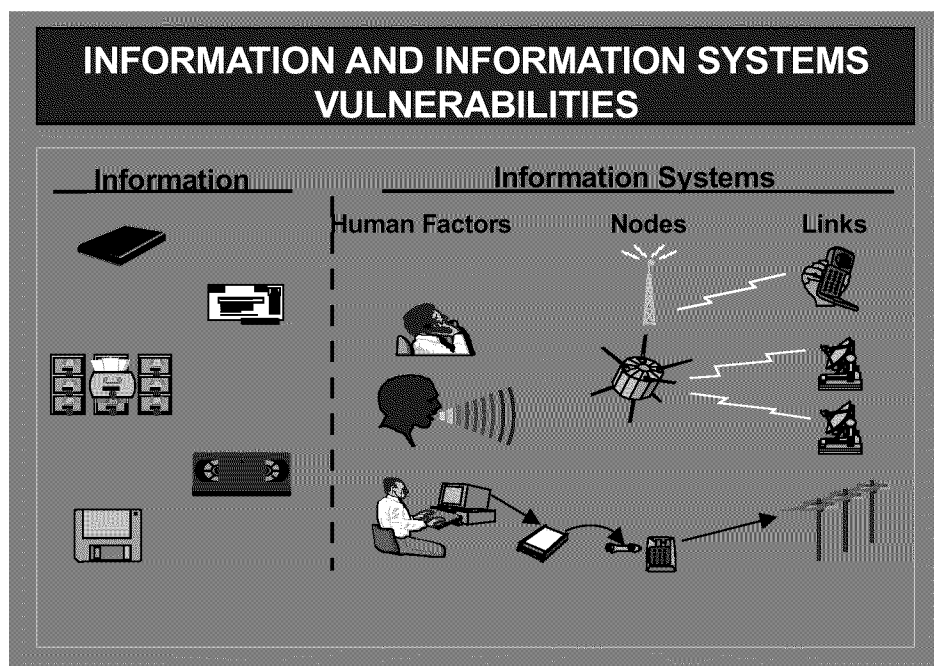 INFORMATION AND INFORMATION SYSTEMS
VULNERABILITIES
Information
Information Systems
Human Factors
Nodes
Links